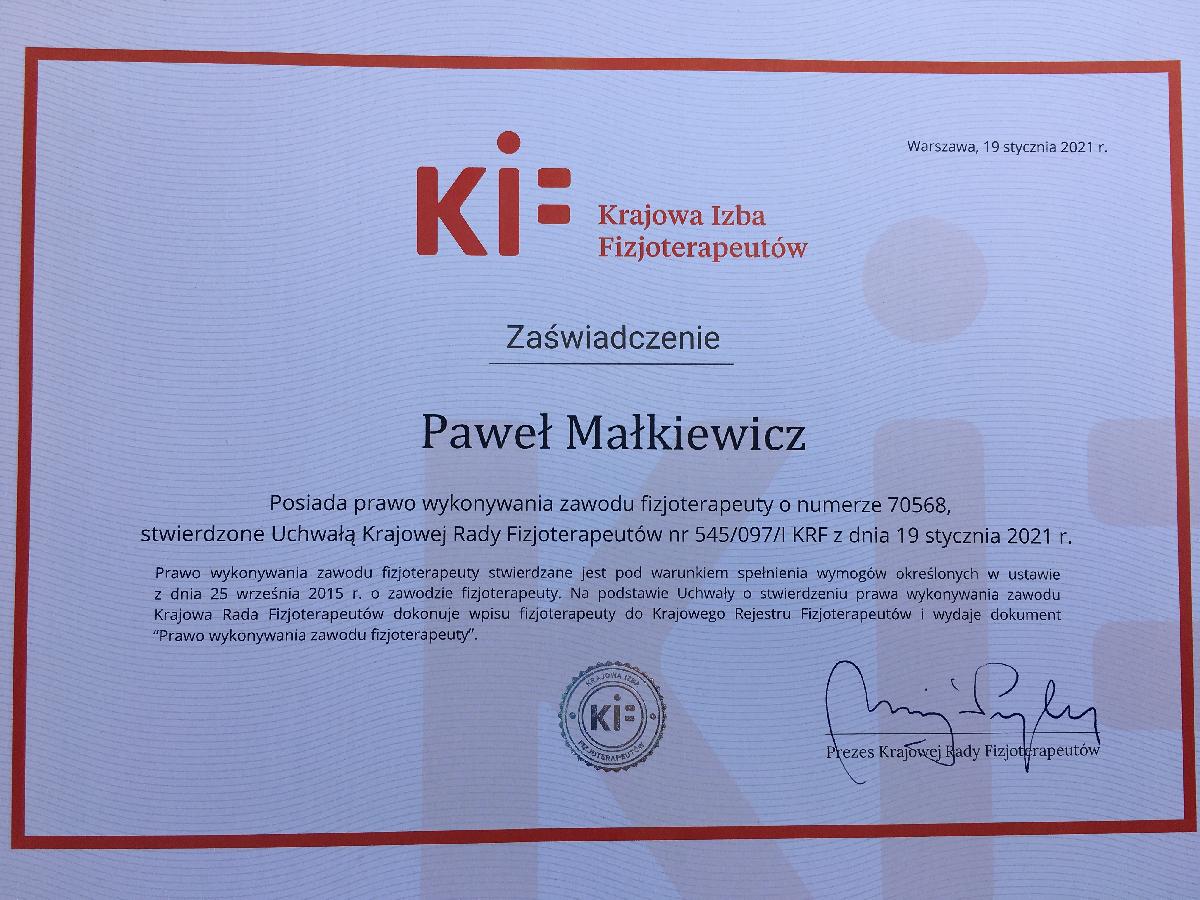 Warszawa, 19 stycznia 2021 r.
KiF
Krajowa Izba
Fizjoterapeutów
Zaświadczenie
Paweł Małkiewicz
Posiada prawo wykonywania zawodu fizjoterapeuty o numerze 70568,
stwierdzone Uchwałą Krajowej Rady Fizjoterapeutów nr 545/097/I KRF z dnia 19 stycznia 2021 r.
Prawo wykonywania zawodu fizjoterapeuty stwierdzane jest pod warunkiem spełnienia wymogów określonych w ustawie
z dnia 25 września 2015 r. o zawodzie fizjoterapeuty. Na podstawie Uchwały o stwierdzeniu prawa wykonywania zawodu
Krajowa Rada Fizjoterapeutów dokonuje wpisu fizjoterapeuty do Krajowego Rejestru Fizjoterapeutów i wydaje dokument
"Prawo wykonywania zawodu fizjoterapeuty".
KRAJOWA IZBA
KiF
FIZJOTERAPEUTÓW
Prezes Krajowej Rady Fizjoterapeutów